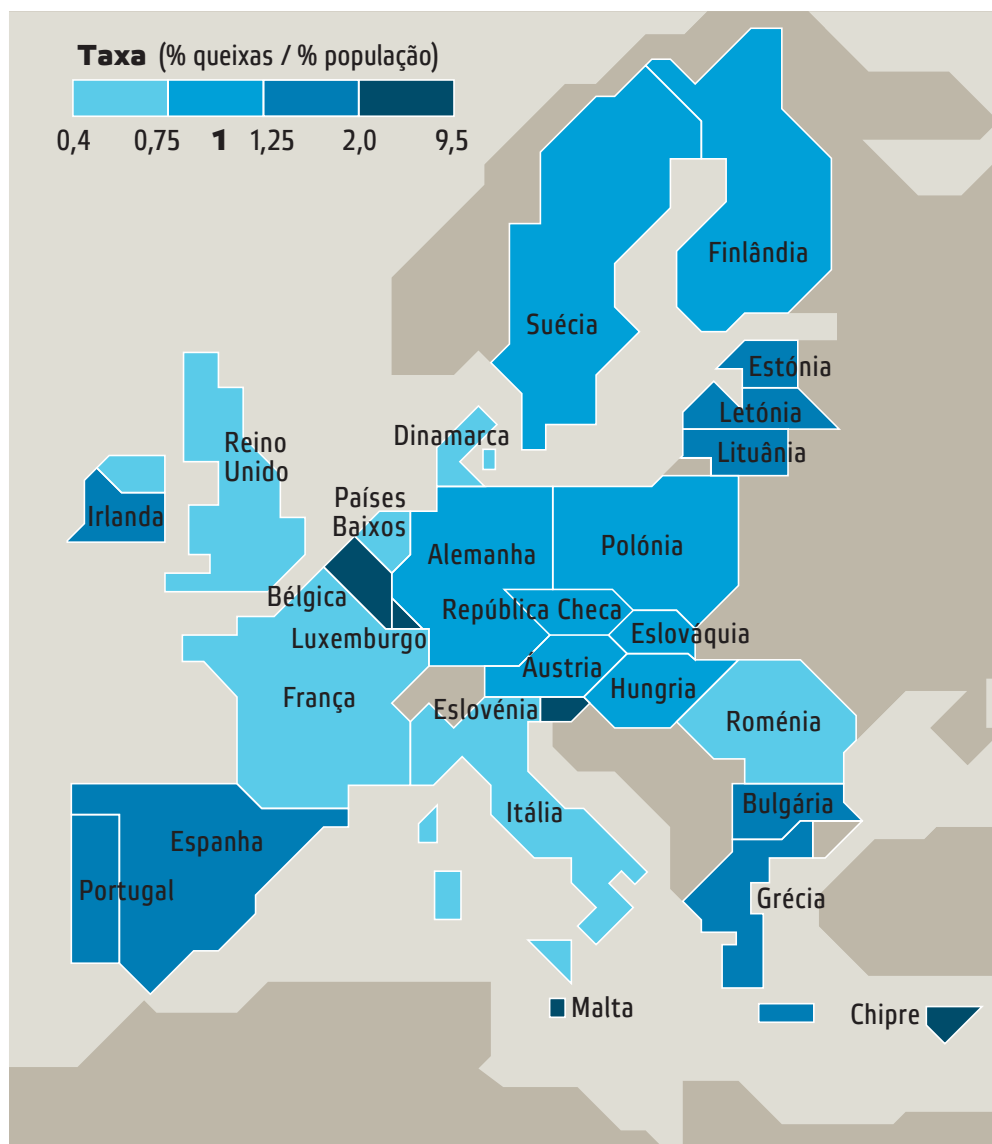 Taxa (% queixas / % população)
0,4 0,75 1 1,25 2,0 9,5
Finlândia
Suécia
Estónia
Letónia
Lituânia
Dinamarca
Reino
Unido
Irlanda
Países
Baixos
Alemanha
Polónia
Bélgica
República Checa
Luxemburgo
Eslováquia
Áustria
Hungria
França
Eslovénia
Roménia
Itália
Bulgária
Espanha
Portugal
Grécia
Malta
Chipre